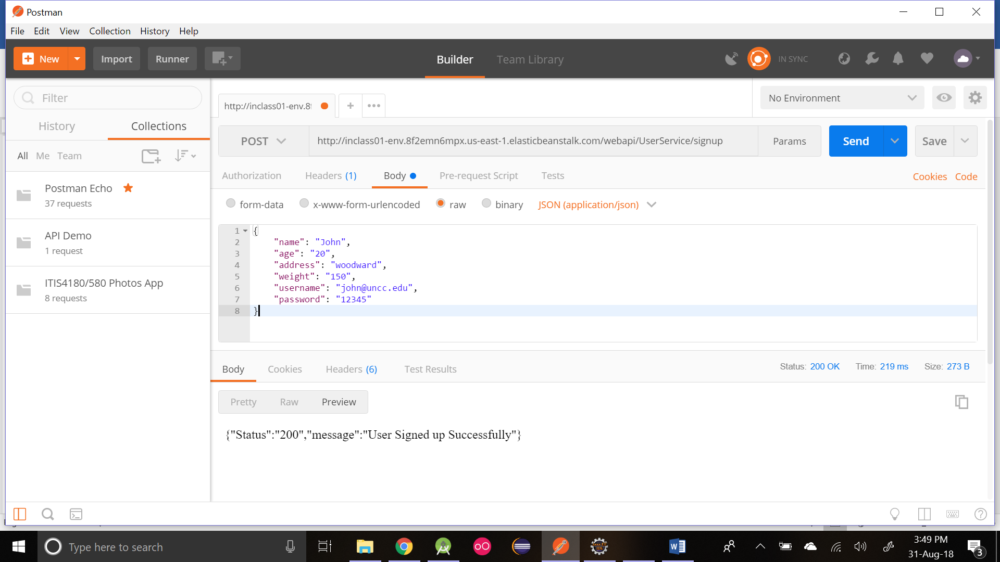 Postman
File Edit View Collection History Help
New Import Runner Builder Team Library IN SYNC
Filter
History Collections
All Me Team
Postman Echo
37 requests
API Demo
1 request
ITIS4180/580 Photos App
8 requests
http://inclass01-env.8f
No Environment
POST http://inclass01-env.8f2emn6mpx.us-east-1.elasticbeanstalk.com/webapi/UserService/signup Params Send Save
Authorization Headers (1) Body Pre-request Script Tests Cookies Code
form-data x-www-form-urlencoded raw binary JSON (application/json)
1 {
2 "name": "John",
3 "age": "20",
4 "address": "woodward",
5 "weight": "150",
6 "username": "john@uncc.edu",
7 "password": "12345"
8 }
Body Cookies Headers (6) Test Results Status: 200 OK Time: 219 ms Size: 273 B
Pretty Raw Preview
{"Status":"200","message":"User Signed up Successfully"}
Type here to search
3:49 PM
31-Aug-18
3